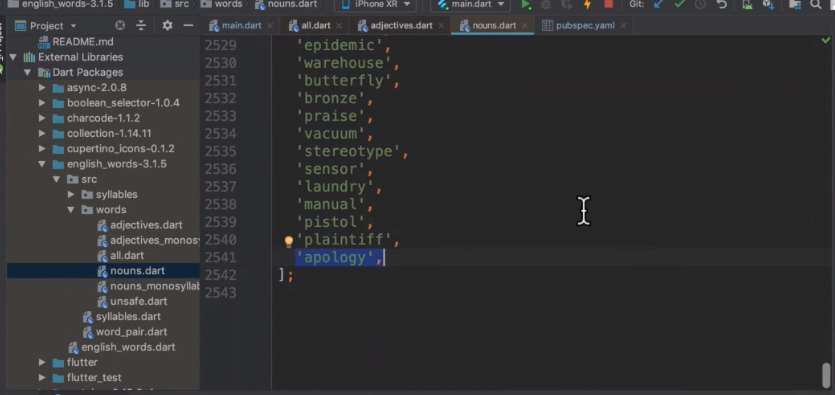 english_words-3.1.5 lib src words nouns.dart iPhone XR main.dart Git:
Project main.dart all.dart adjectives.dart nouns.dart pubspec.yaml
README.md
External Libraries
Dart Packages
async-2.0.8
boolean_selector-1.0.4
charcode-1.1.2
collection-1.14.11
cupertino_icons-0.1.2
english_words-3.1.5
src
syllables
words
adjectives.dart
adjectives_monosy
all.dart
nouns.dart
nouns_monosyllab
unsafe.dart
syllables.dart
word_pair.dart
english_words.dart
flutter
flutter_test
2529 'epidemic',
2530 'warehouse',
2531 'butterfly',
2532 'bronze',
2533 'praise',
2534 'vacuum',
2535 'stereotype',
2536 'sensor',
2537 'laundry',
2538 'manual',
2539 'pistol',
2540 'plaintiff',
2541 'apology',
2542 ];
2543